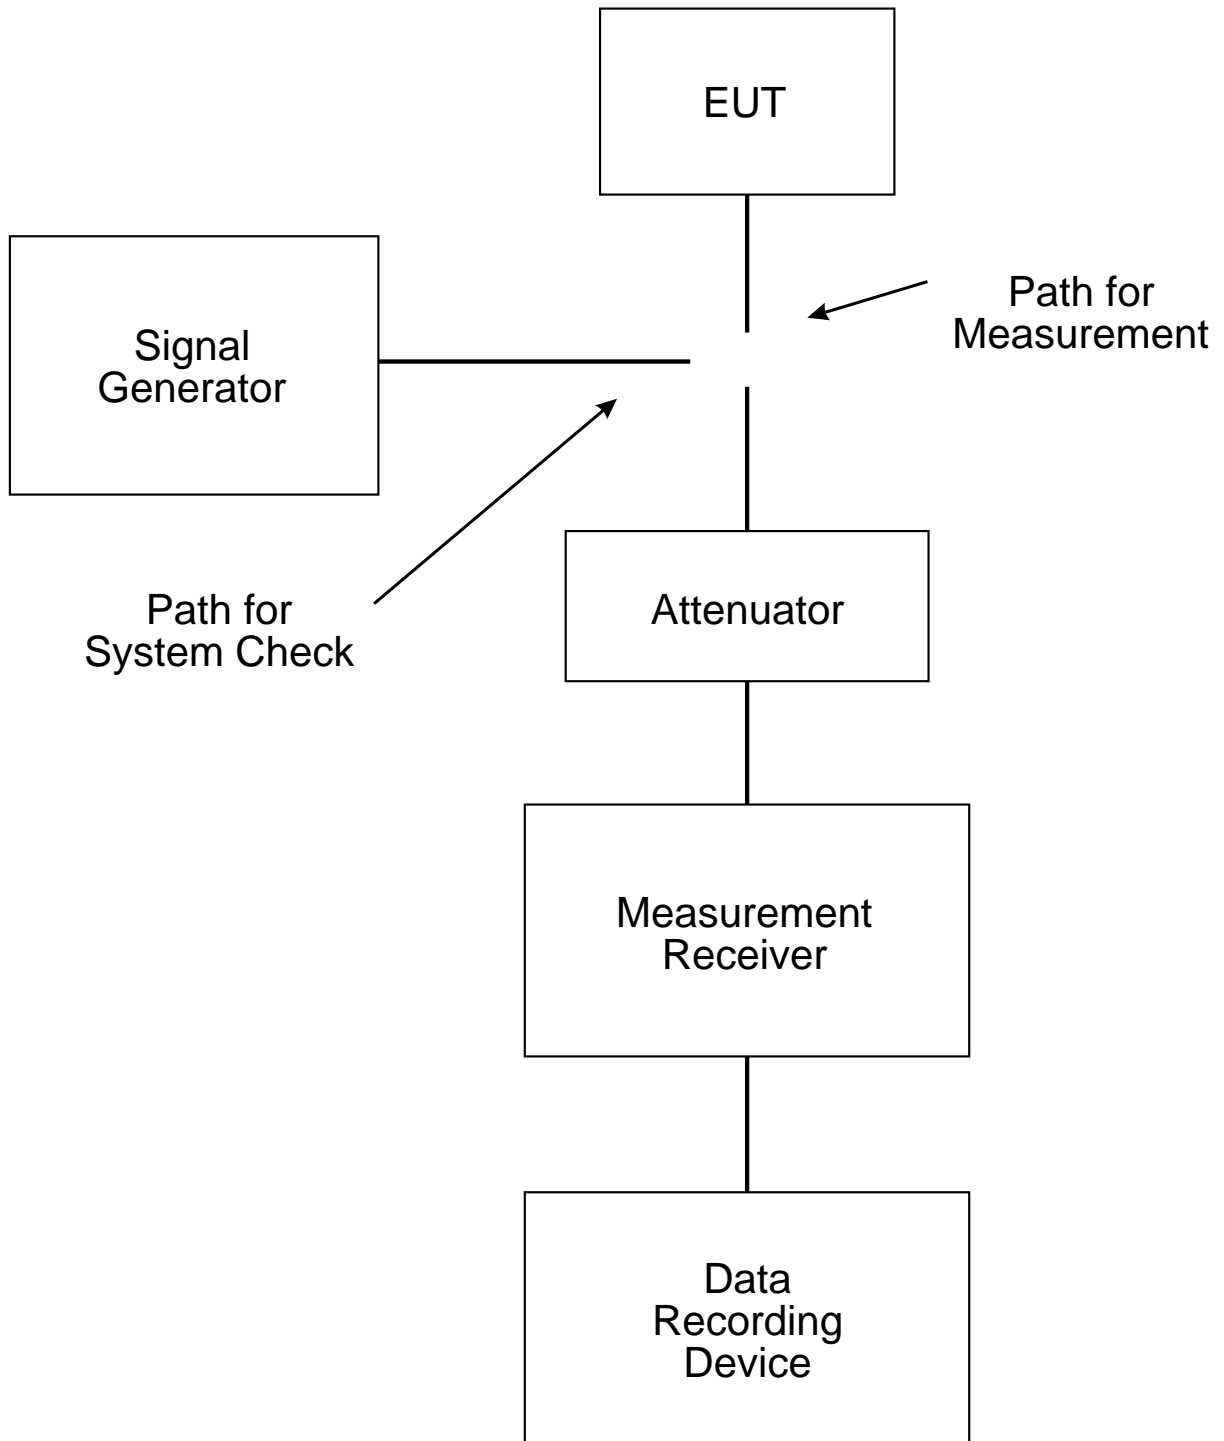 EUT
Signal
Generator
Path for
Measurement
Path for
System Check
Attenuator
Measurement
Receiver
Data
Recording
Device